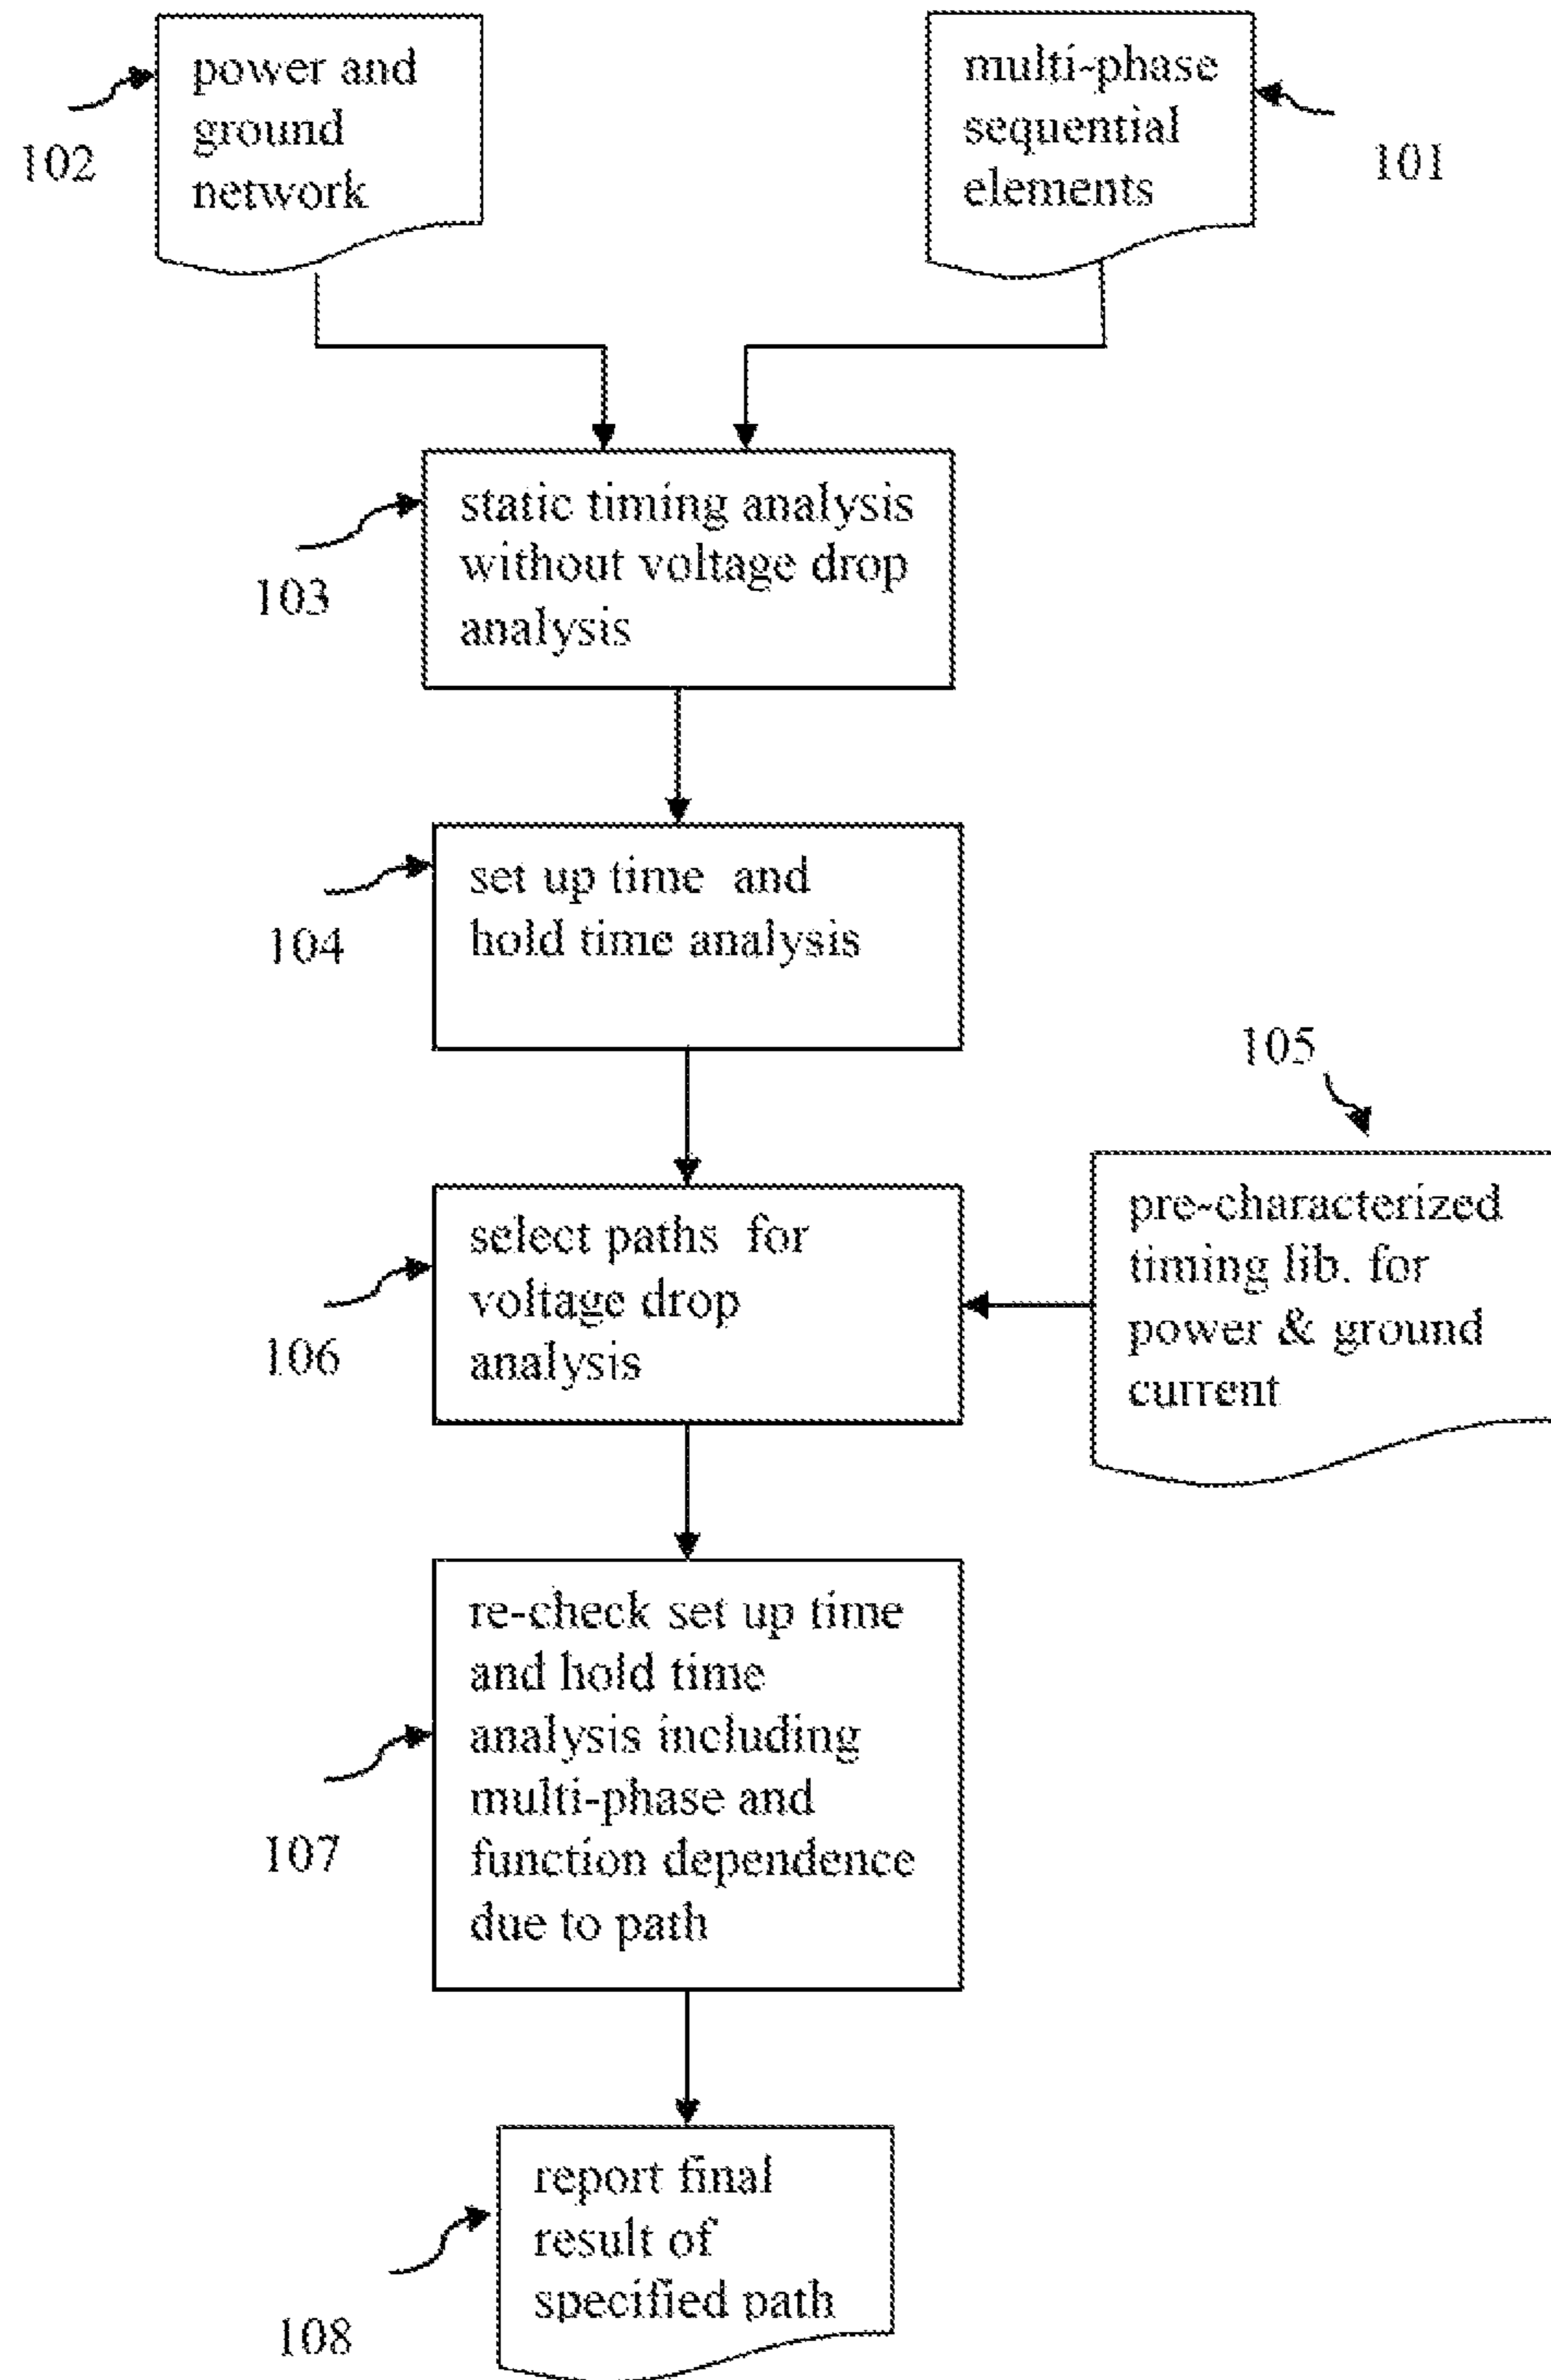 power and
ground
network
102
multi-phase
sequential
elements
101
static timing analysis
without voltage drop
analysis
103
set up time and
hold time analysis
104
105
pre-characterized
timing lib. for
power & ground
current
select paths for
voltage drop
analysis
106
re-check set up time
and hold time
analysis including
multi-phase and
function dependence
due to path
107
report final
result of
specified path
108